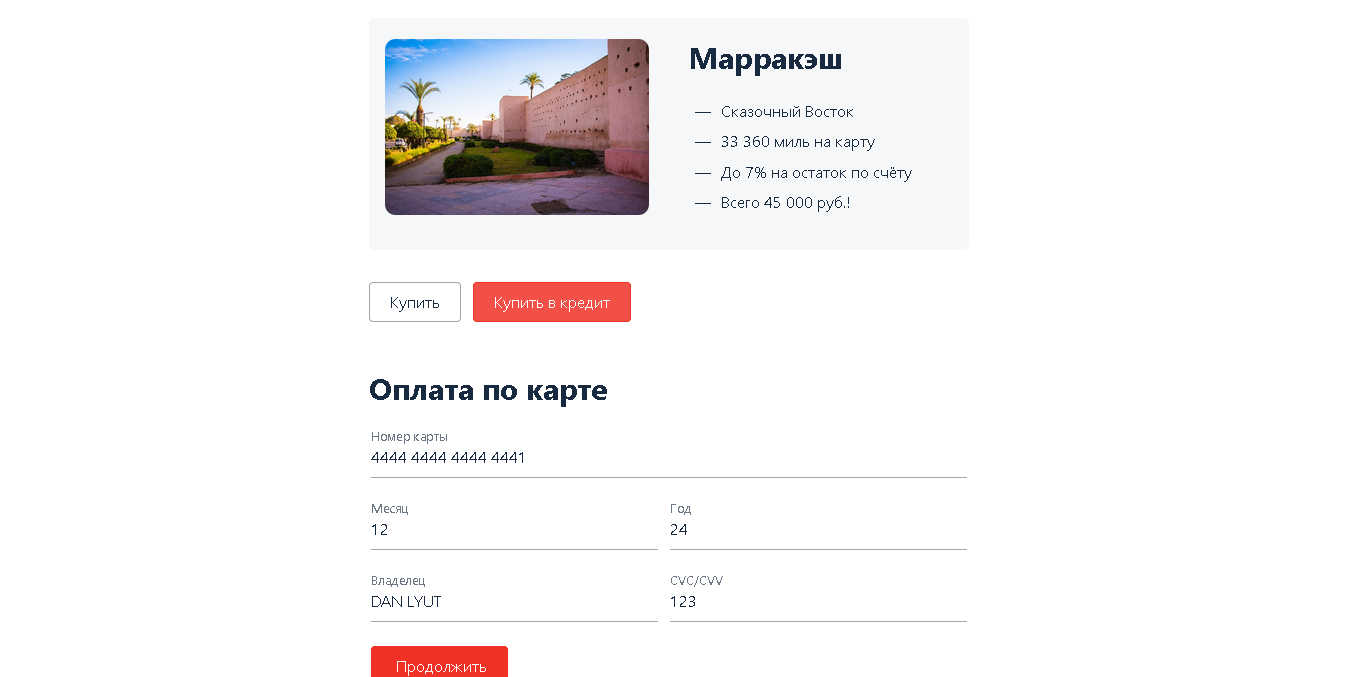 Марракэш
— Сказочный Восток
— 33 360 миль на карту
— До 7% на остаток по счёту
— Всего 45 000 руб.!
Купить Купить в кредит
Оплата по карте
Номер карты
4444 4444 4444 4441
Месяц Год
12 24
Владелец CVC/CVV
DAN LYUT 123
Продолжить